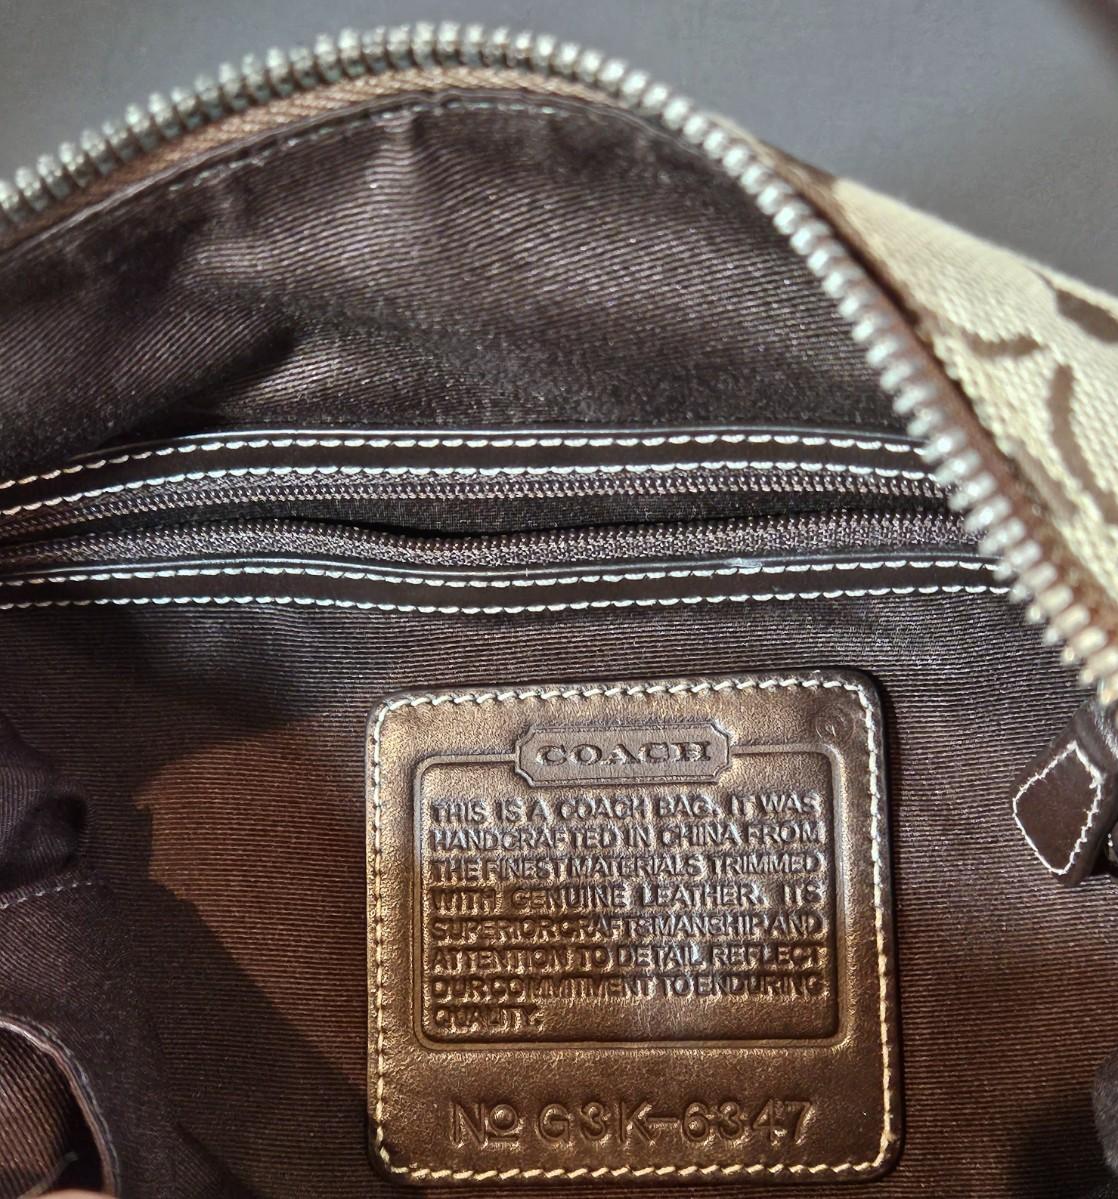 COACH
THIS IS A COACH BAG. IT WAS
HANDCRAFTED IN CHINA FROM
THE FINEST MATERIALS TRIMMED
WITH GENUINE LEATHER. ITS
SUPERIOR CRAFTSMANSHIP AND
ATTENTION TO DETAIL REFLECT
OUR COMMITMENT TO ENDURING
QUALITY.
No G3K-6347